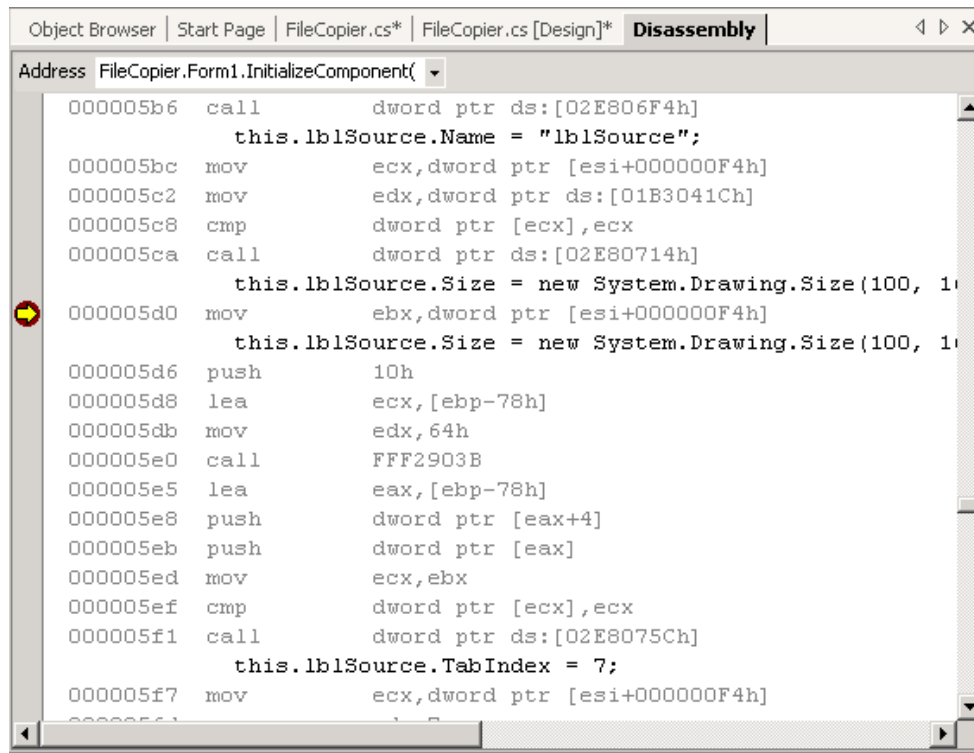 Object Browser | Start Page | FileCopier.cs* | FileCopier.cs [Design]* Disassembly
Address FileCopier.Form1.InitializeComponent(
000005b6 call dword ptr ds:[02E806F4h]
this.lblSource.Name = "lblSource";
000005bc mov ecx,dword ptr [esi+000000F4h]
000005c2 mov edx,dword ptr ds:[01B3041Ch]
000005c8 cmp dword ptr [ecx],ecx
000005ca call dword ptr ds:[02E80714h]
this.lblSource.Size = new System.Drawing.Size(100, 1
000005d0 mov ebx,dword ptr [esi+000000F4h]
this.lblSource.Size = new System.Drawing.Size(100, 1
000005d6 push 10h
000005d8 lea ecx,[ebp-78h]
000005db mov edx,64h
000005e0 call FFF2903B
000005e5 lea eax,[ebp-78h]
000005e8 push dword ptr [eax+4]
000005eb push dword ptr [eax]
000005ed mov ecx,ebx
000005ef cmp dword ptr [ecx],ecx
000005f1 call dword ptr ds:[02E8075Ch]
this.lblSource.TabIndex = 7;
000005f7 mov ecx,dword ptr [esi+000000F4h]